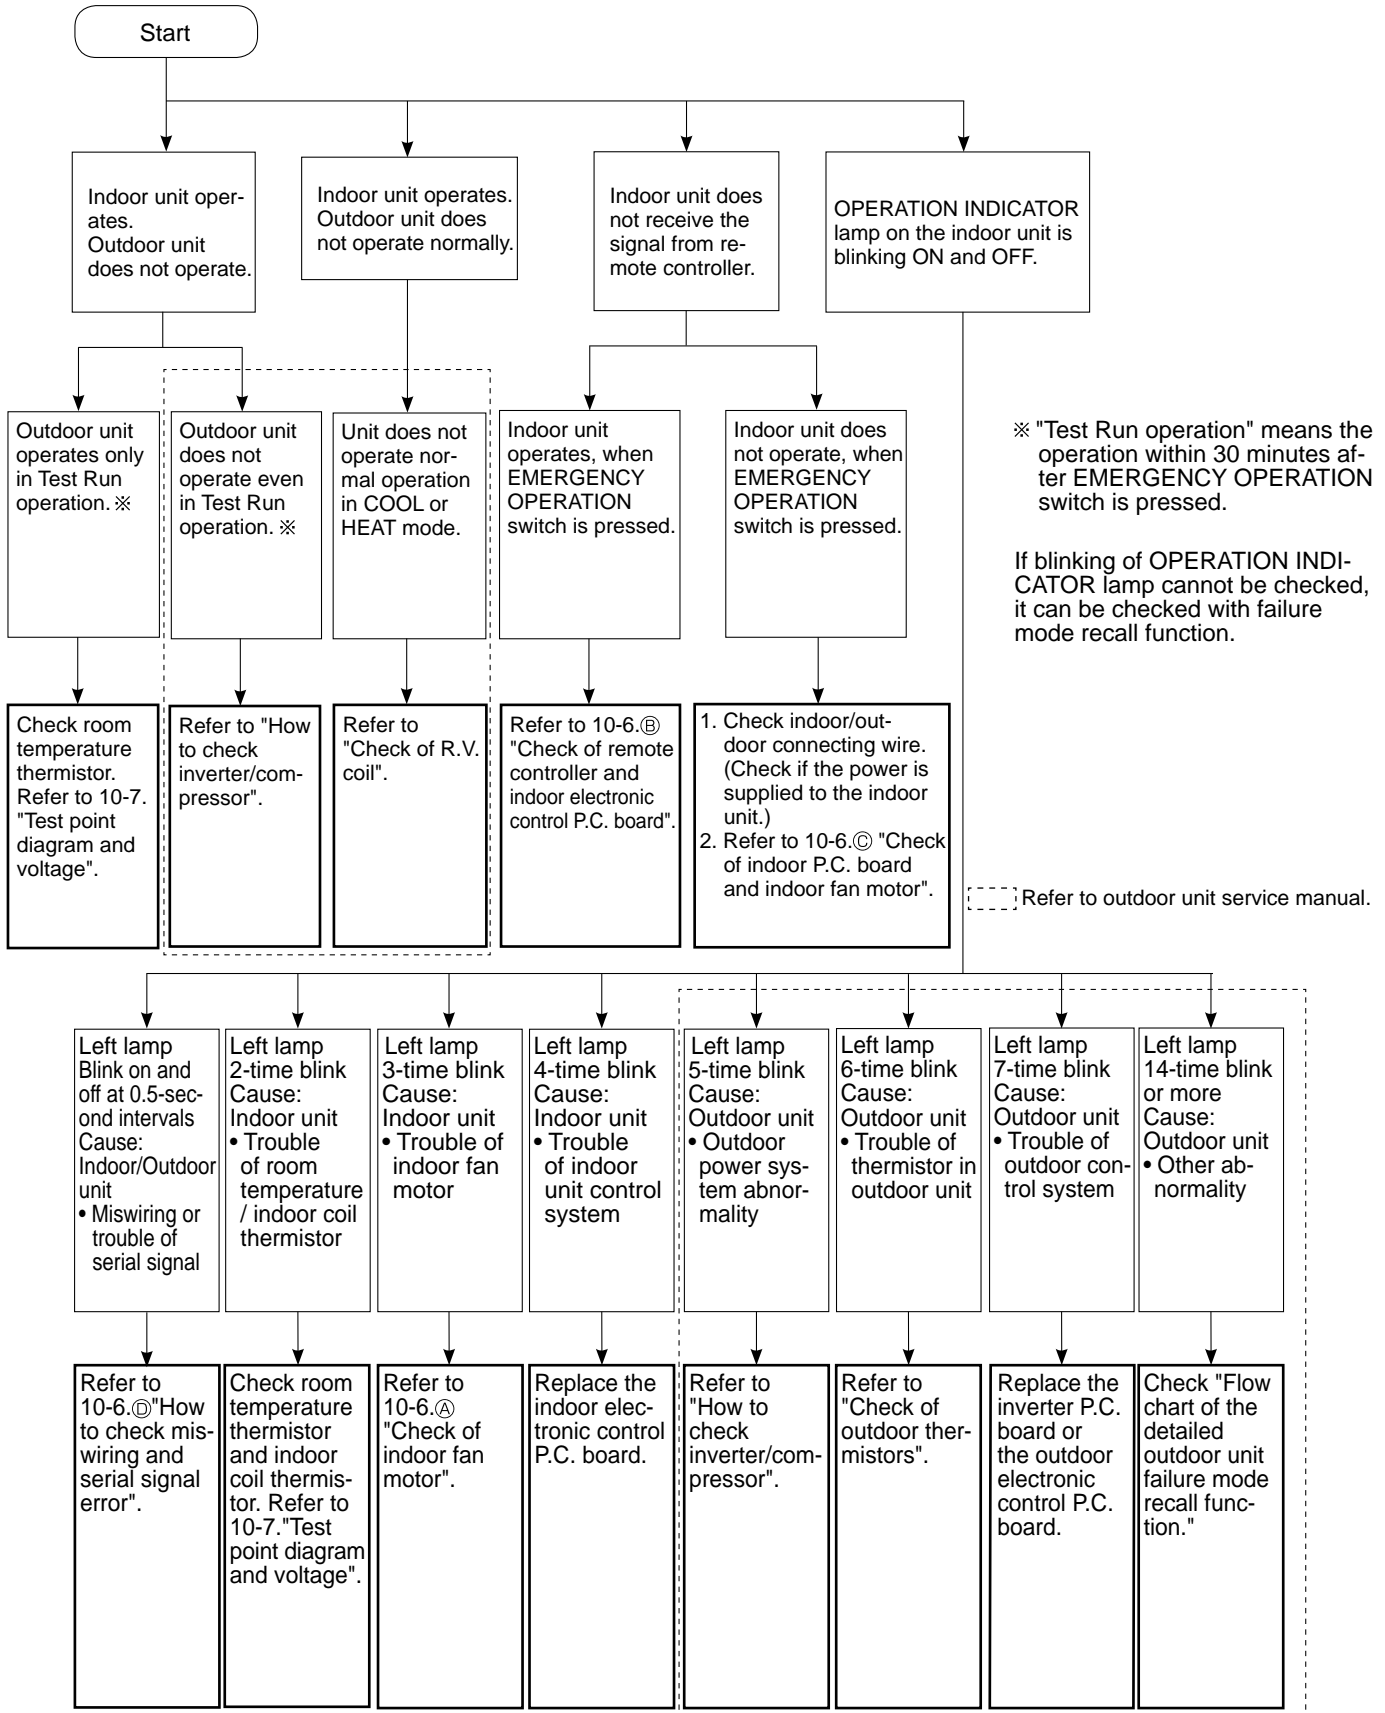 Start
Indoor unit oper-
ates.
Outdoor unit
does not operate.
Indoor unit operates.
Outdoor unit does
not operate normally.
Indoor unit does
not receive the
signal from re-
mote controller.
OPERATION INDICATOR
lamp on the indoor unit is
blinking ON and OFF.
Outdoor unit
operates only
in Test Run
operation. ※
Outdoor unit
does not
operate even
in Test Run
operation. ※
Unit does not
operate nor-
mal operation
in COOL or
HEAT mode.
Indoor unit
operates, when
EMERGENCY
OPERATION
switch is pressed.
Indoor unit does
not operate, when
EMERGENCY
OPERATION
switch is pressed.
※ "Test Run operation" means the
operation within 30 minutes af-
ter EMERGENCY OPERATION
switch is pressed.
If blinking of OPERATION INDI-
CATOR lamp cannot be checked,
it can be checked with failure
mode recall function.
Check room
temperature
thermistor.
Refer to 10-7.
"Test point
diagram and
voltage".
Refer to "How
to check
inverter/com-
pressor".
Refer to
"Check of R.V.
coil".
Refer to 10-6.Ⓑ
"Check of remote
controller and
indoor electronic
control P.C. board".
1. Check indoor/out-
door connecting wire.
(Check if the power is
supplied to the indoor
unit.)
2. Refer to 10-6.Ⓒ "Check
of indoor P.C. board
and indoor fan motor".
Refer to outdoor unit service manual.
Left lamp
Blink on and
off at 0.5-sec-
ond intervals
Cause:
Indoor/Outdoor
unit
• Miswiring or
trouble of
serial signal
Left lamp
2-time blink
Cause:
Indoor unit
• Trouble
of room
temperature
/ indoor coil
thermistor
Left lamp
3-time blink
Cause:
Indoor unit
• Trouble of
indoor fan
motor
Left lamp
4-time blink
Cause:
Indoor unit
• Trouble
of indoor
unit control
system
Left lamp
5-time blink
Cause:
Outdoor unit
• Outdoor
power sys-
tem abnor-
mality
Left lamp
6-time blink
Cause:
Outdoor unit
• Trouble of
thermistor in
outdoor unit
Left lamp
7-time blink
Cause:
Outdoor unit
• Trouble of
outdoor con-
trol system
Left lamp
14-time blink
or more
Cause:
Outdoor unit
• Other ab-
normality
Refer to
10-6.Ⓓ"How
to check mis-
wiring and
serial signal
error".
Check room
temperature
thermistor
and indoor
coil thermis-
tor. Refer to
10-7."Test
point diagram
and voltage".
Refer to
10-6.Ⓐ
"Check of
indoor fan
motor".
Replace the
indoor elec-
tronic control
P.C. board.
Refer to
"How to
check
inverter/com-
pressor".
Refer to
"Check of
outdoor ther-
mistors".
Replace the
inverter P.C.
board or
the outdoor
electronic
control P.C.
board.
Check "Flow
chart of the
detailed
outdoor unit
failure mode
recall func-
tion."